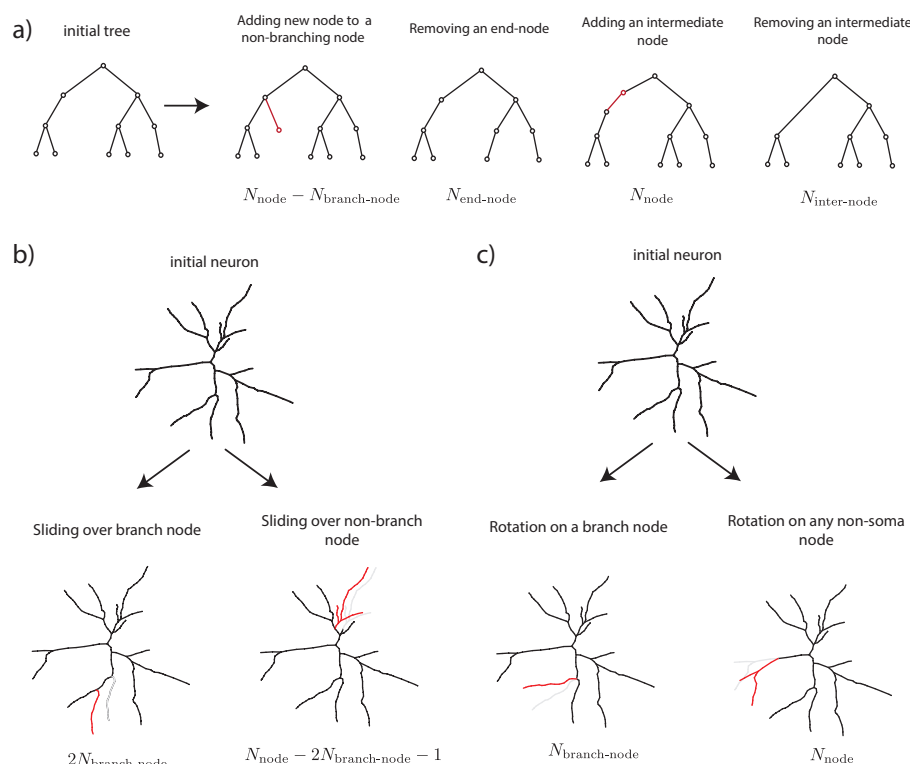 a)
initial tree
Adding new node to a
non-branching node
Removing an end-node
Adding an intermediate
node
Removing an intermediate
node
N_node − N_branch-node
N_end-node
N_node
N_inter-node
b)
initial neuron
c)
initial neuron
Sliding over branch node
Sliding over non-branch
node
Rotation on a branch node
Rotation on any non-soma
node
2N_branch-node
N_node − 2N_branch-node − 1
N_branch-node
N_node